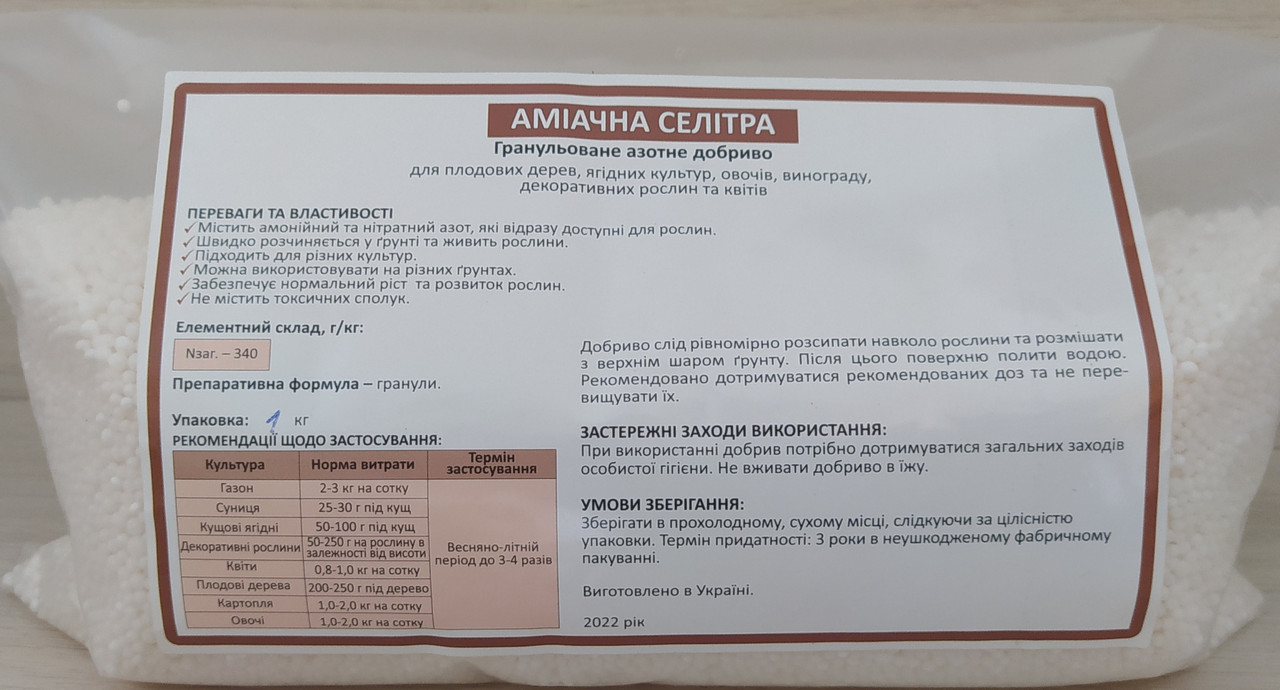 АМІАЧНА СЕЛІТРА
Гранульоване азотне добриво
для плодових дерев, ягідних культур, овочів, винограду,
декоративних рослин та квітів
ПЕРЕВАГИ ТА ВЛАСТИВОСТІ
✓Містить амонійний та нітратний азот, які відразу доступні для рослин.
✓Швидко розчиняється у ґрунті та живить рослини.
✓Підходить для різних культур.
✓Можна використовувати на різних ґрунтах.
✓Забезпечує нормальний ріст та розвиток рослин.
✓Не містить токсичних сполук.
Елементний склад, г/кг:
Nзаг. – 340
Препаративна формула – гранули.
Упаковка: 1 кг
РЕКОМЕНДАЦІЇ ЩОДО ЗАСТОСУВАННЯ:
Культура Норма витрати Термін
застосування
Газон 2-3 кг на сотку
Суниця 25-30 г під кущ
Кущові ягідні 50-100 г під кущ
Декоративні рослини 50-250 г на рослину в
залежності від висоти
Квіти 0,8-1,0 кг на сотку
Плодові дерева 200-250 г під дерево
Картопля 1,0-2,0 кг на сотку
Овочі 1,0-2,0 кг на сотку
Весняно-літній
період до 3-4 разів
Добриво слід рівномірно розсипати навколо рослини та розмішати
з верхнім шаром ґрунту. Після цього поверхню полити водою.
Рекомендовано дотримуватися рекомендованих доз та не пере-
вищувати їх.
ЗАСТЕРЕЖНІ ЗАХОДИ ВИКОРИСТАННЯ:
При використанні добрив потрібно дотримуватися загальних заходів
особистої гігієни. Не вживати добриво в їжу.
УМОВИ ЗБЕРІГАННЯ:
Зберігати в прохолодному, сухому місці, слідкуючи за цілісністю
упаковки. Термін придатності: 3 роки в неушкодженому фабричному
пакуванні.
Виготовлено в Україні.
2022 рік